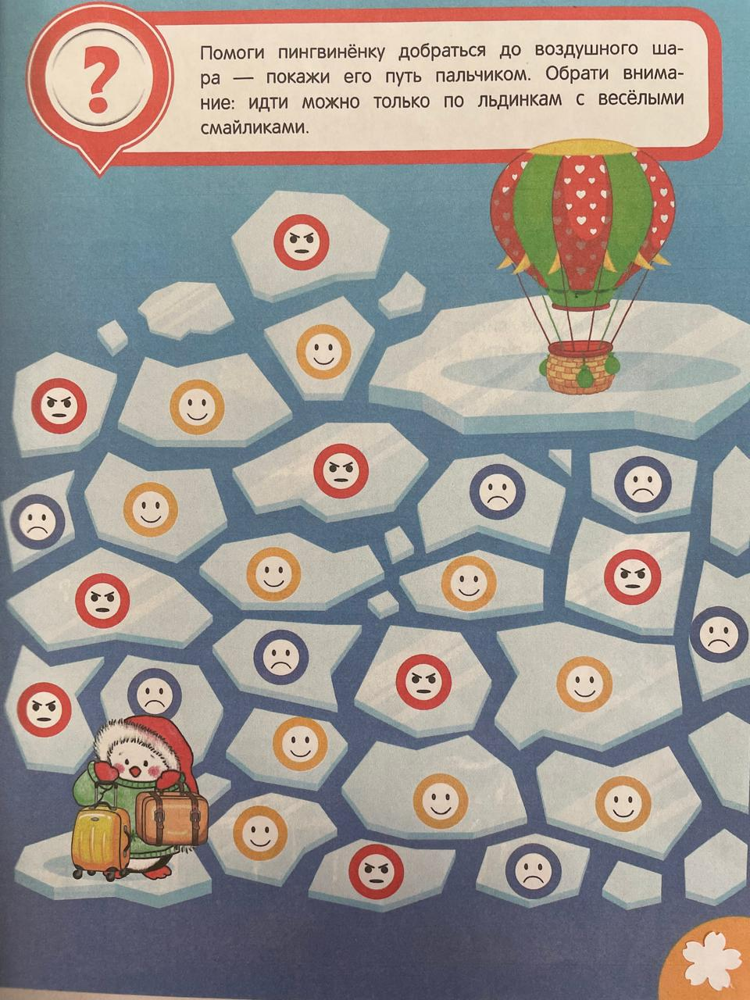 ?
Помоги пингвинёнку добраться до воздушного ша-
ра — покажи его путь пальчиком. Обрати внима-
ние: идти можно только по льдинкам с весёлыми
смайликами.